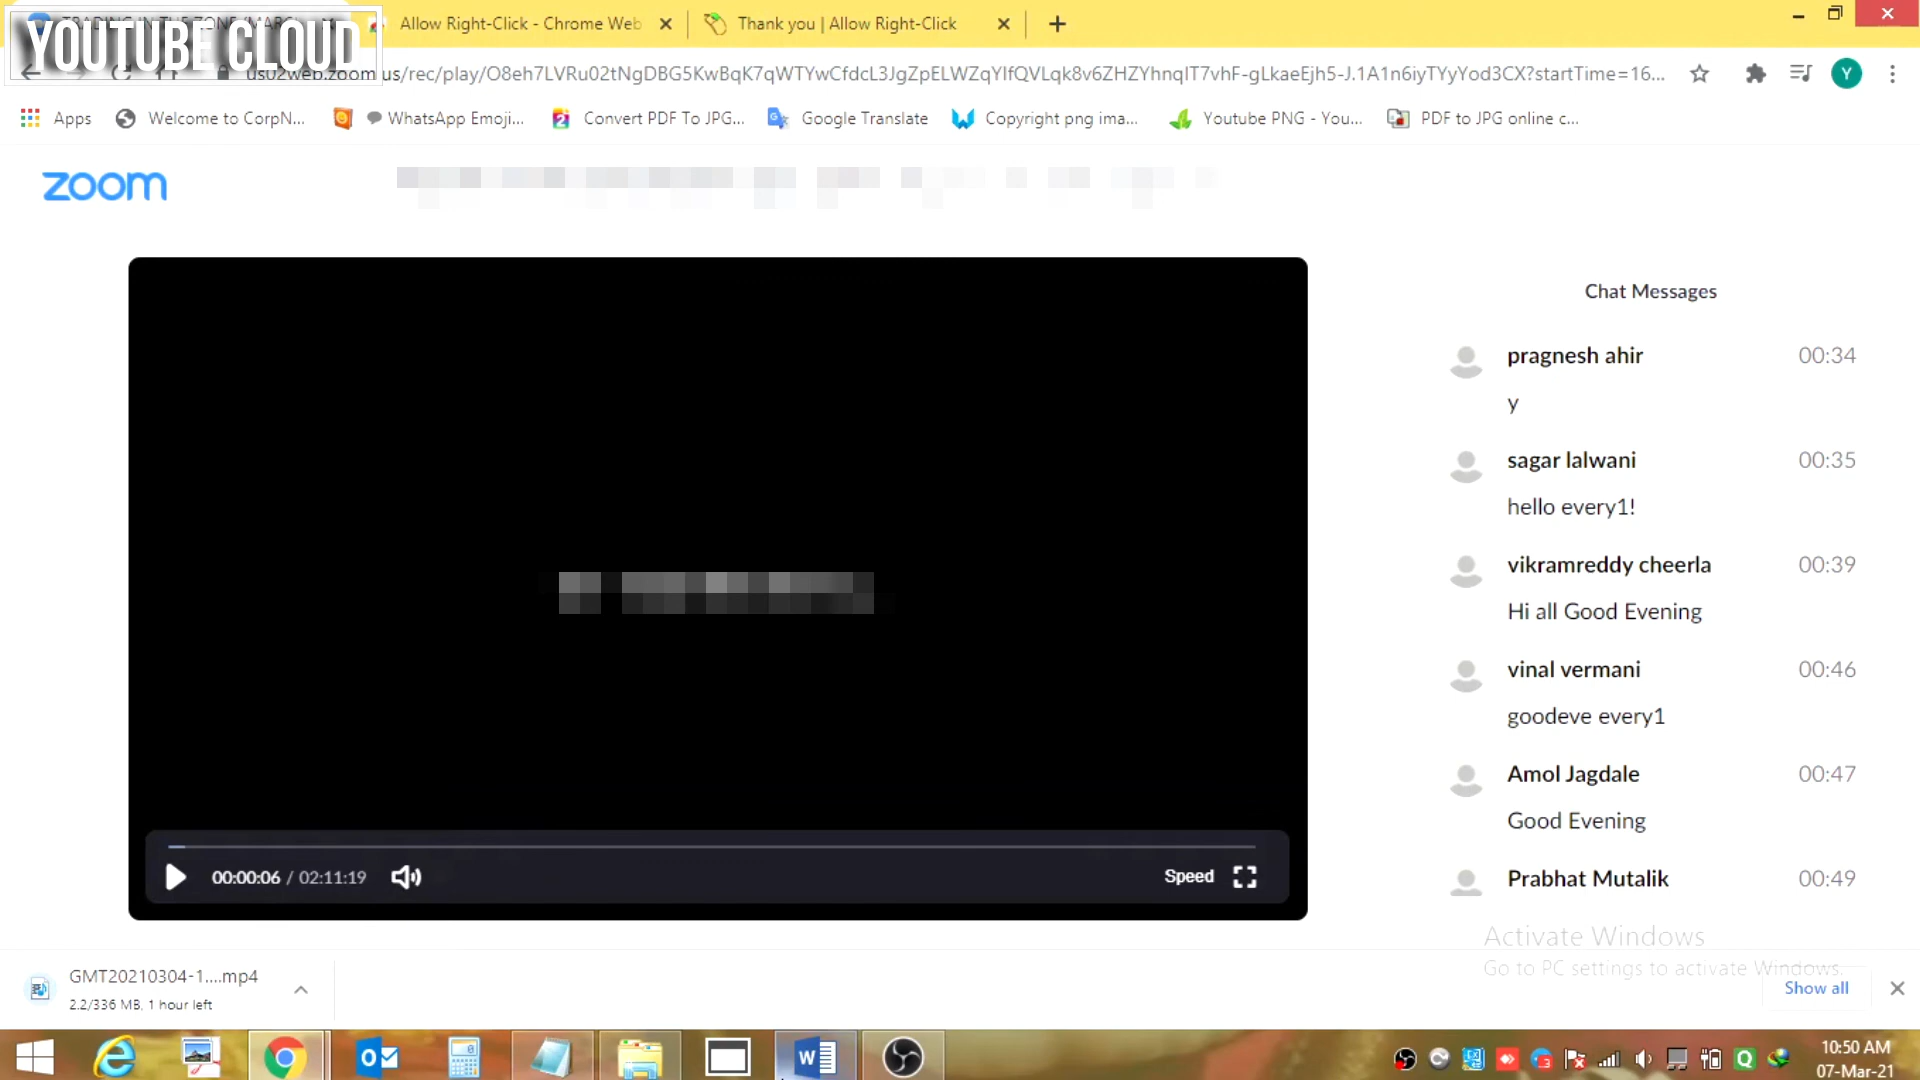 YOUTUBE CLOUD
Allow Right-Click - Chrome Web
Thank you | Allow Right-Click
us02web.zoom.us/rec/play/O8eh7LVRu02tNgDBG5KwBqK7qWTYwCfdcL3JgZpELWZqYIfQVLqk8v6ZHZYhnqIT7vhF-gLkaeEjh5-J.1A1n6iyTYyYod3CX?startTime=16...
Y
Apps
Welcome to CorpN...
WhatsApp Emoji...
Convert PDF To JPG...
Google Translate
Copyright png ima...
Youtube PNG - You...
PDF to JPG online c...
zoom
Chat Messages
pragnesh ahir 00:34
y
sagar lalwani 00:35
hello every1!
vikramreddy cheerla 00:39
Hi all Good Evening
vinal vermani 00:46
goodeve every1
Amol Jagdale 00:47
Good Evening
Prabhat Mutalik 00:49
00:00:06 / 02:11:19
Speed
Activate Windows
Go to PC settings to activate Windows.
GMT20210304-1....mp4
2.2/336 MB, 1 hour left
Show all
10:50 AM
07-Mar-21